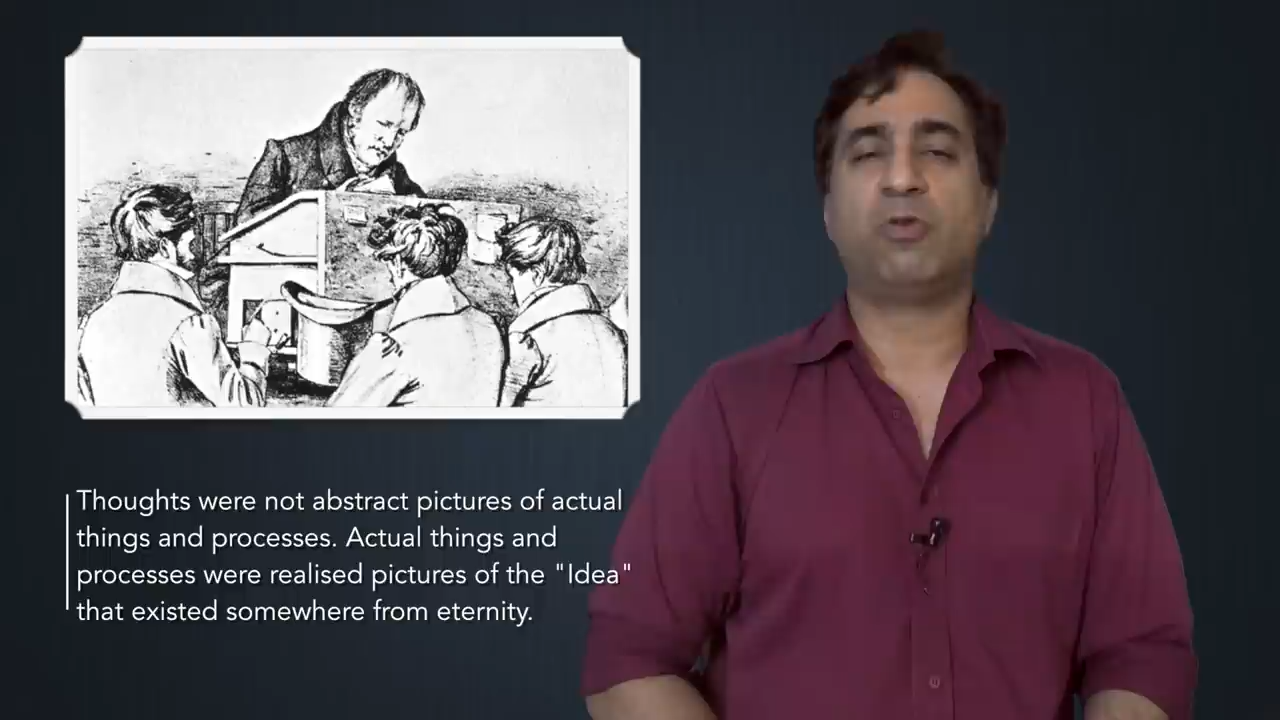 Thoughts were not abstract pictures of actual
things and processes. Actual things and
processes were realised pictures of the "Idea"
that existed somewhere from eternity.